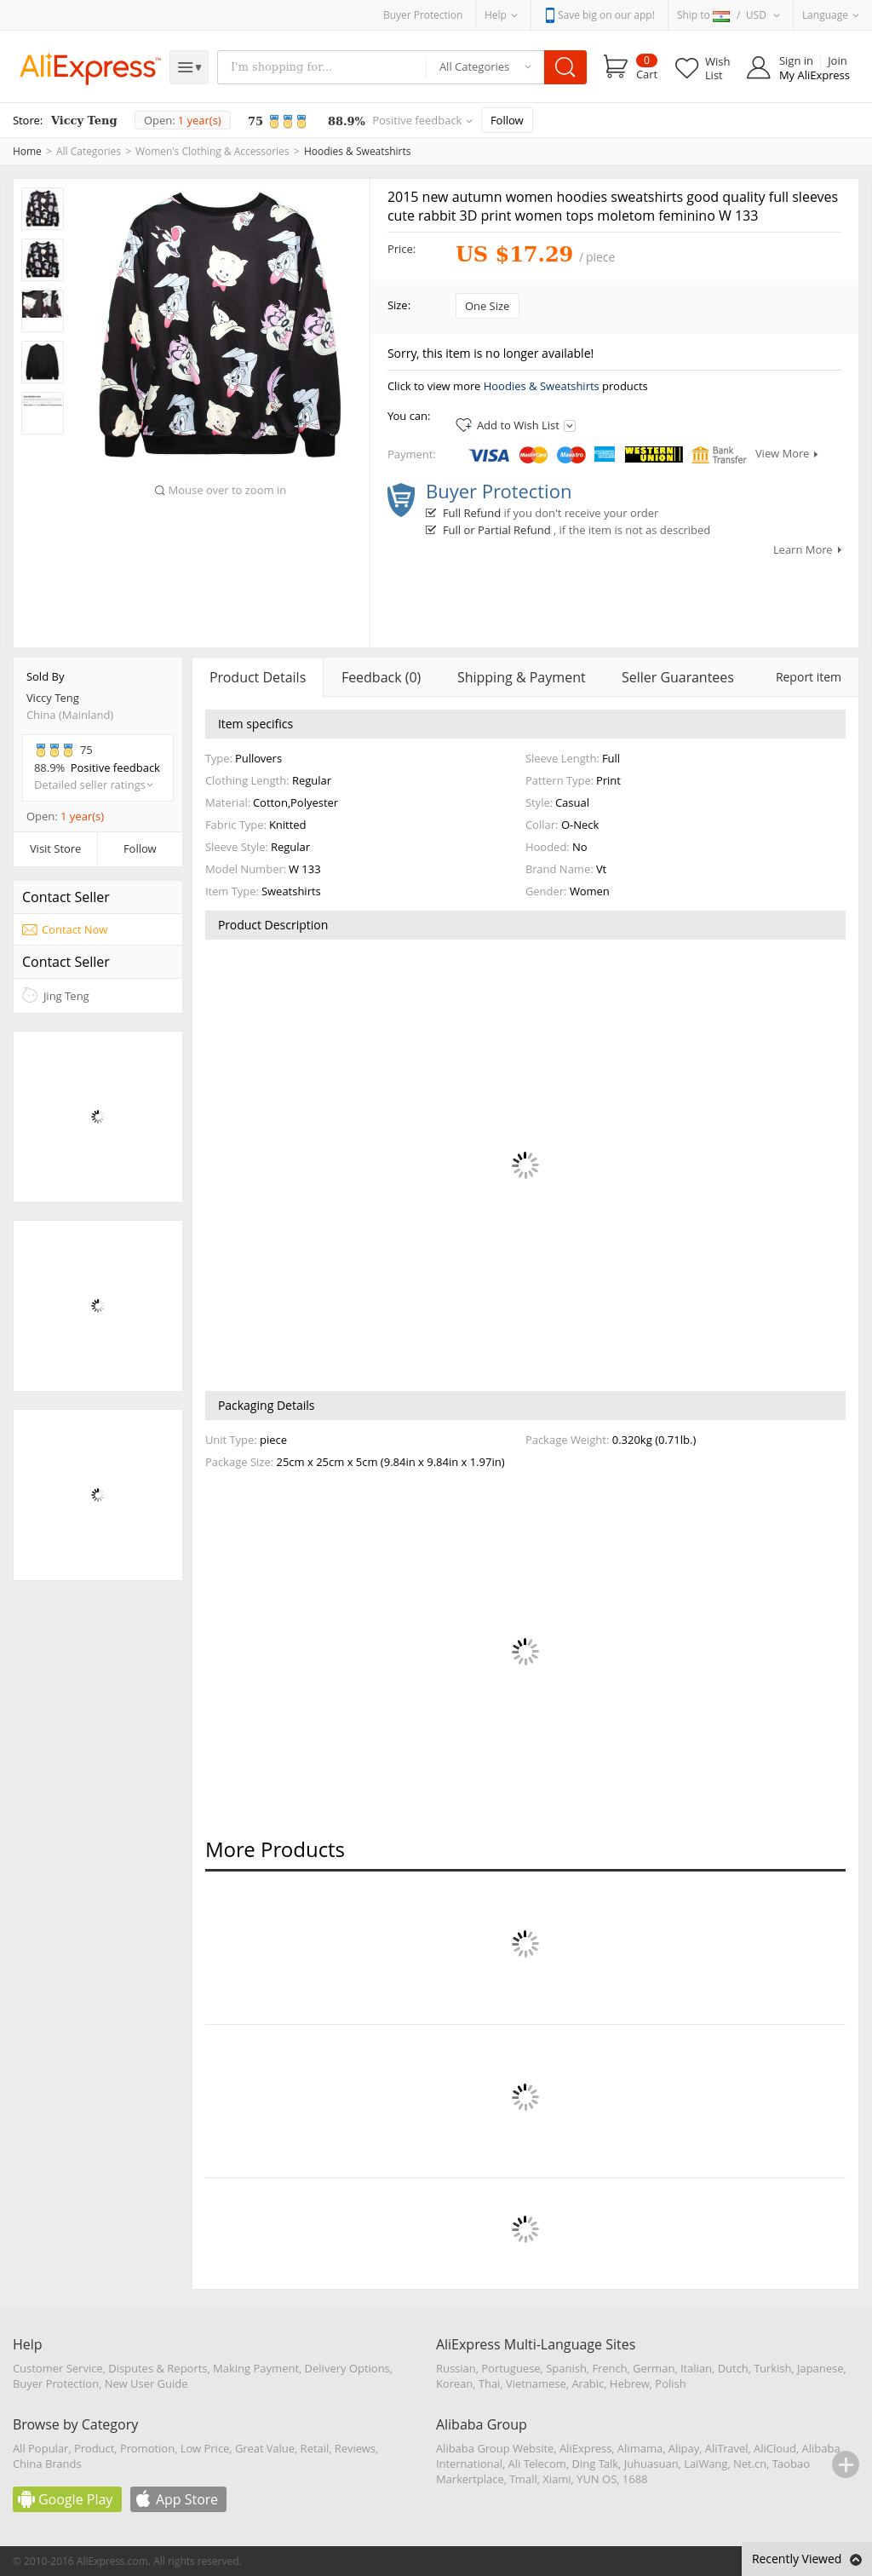 Buyer Protection
Help
Save big on our app!
Ship to / USD
Language
AliExpress™
I'm shopping for...
All Categories
0
Cart
Wish
List
Sign in
Join
My AliExpress
Store: Viccy Teng
Open: 1 year(s)
75
88.9% Positive feedback
Follow
Home > All Categories > Women's Clothing & Accessories > Hoodies & Sweatshirts
2015 new autumn women hoodies sweatshirts good quality full sleeves
cute rabbit 3D print women tops moletom feminino W 133
Price: US $17.29 / piece
Size: One Size
Sorry, this item is no longer available!
Click to view more Hoodies & Sweatshirts products
You can:
Add to Wish List
Payment: VISA MasterCard Maestro WESTERN UNION Bank Transfer View More
Mouse over to zoom in
Buyer Protection
Full Refund if you don't receive your order
Full or Partial Refund , if the item is not as described
Learn More
Sold By
Viccy Teng
China (Mainland)
75
88.9% Positive feedback
Detailed seller ratings
Open: 1 year(s)
Visit Store
Follow
Contact Seller
Contact Now
Contact Seller
Jing Teng
Product Details
Feedback (0)
Shipping & Payment
Seller Guarantees
Report item
Item specifics
Type: Pullovers
Sleeve Length: Full
Clothing Length: Regular
Pattern Type: Print
Material: Cotton,Polyester
Style: Casual
Fabric Type: Knitted
Collar: O-Neck
Sleeve Style: Regular
Hooded: No
Model Number: W 133
Brand Name: Vt
Item Type: Sweatshirts
Gender: Women
Product Description
Packaging Details
Unit Type: piece
Package Weight: 0.320kg (0.71lb.)
Package Size: 25cm x 25cm x 5cm (9.84in x 9.84in x 1.97in)
More Products
Help
Customer Service, Disputes & Reports, Making Payment, Delivery Options,
Buyer Protection, New User Guide
AliExpress Multi-Language Sites
Russian, Portuguese, Spanish, French, German, Italian, Dutch, Turkish, Japanese,
Korean, Thai, Vietnamese, Arabic, Hebrew, Polish
Browse by Category
All Popular, Product, Promotion, Low Price, Great Value, Retail, Reviews,
China Brands
Alibaba Group
Alibaba Group Website, AliExpress, Alimama, Alipay, AliTravel, AliCloud, Alibaba
International, Ali Telecom, Ding Talk, Juhuasuan, LaiWang, Net.cn, Taobao
Markertplace, Tmall, Xiami, YUN OS, 1688
Google Play
App Store
© 2010-2016 AliExpress.com. All rights reserved.
Recently Viewed